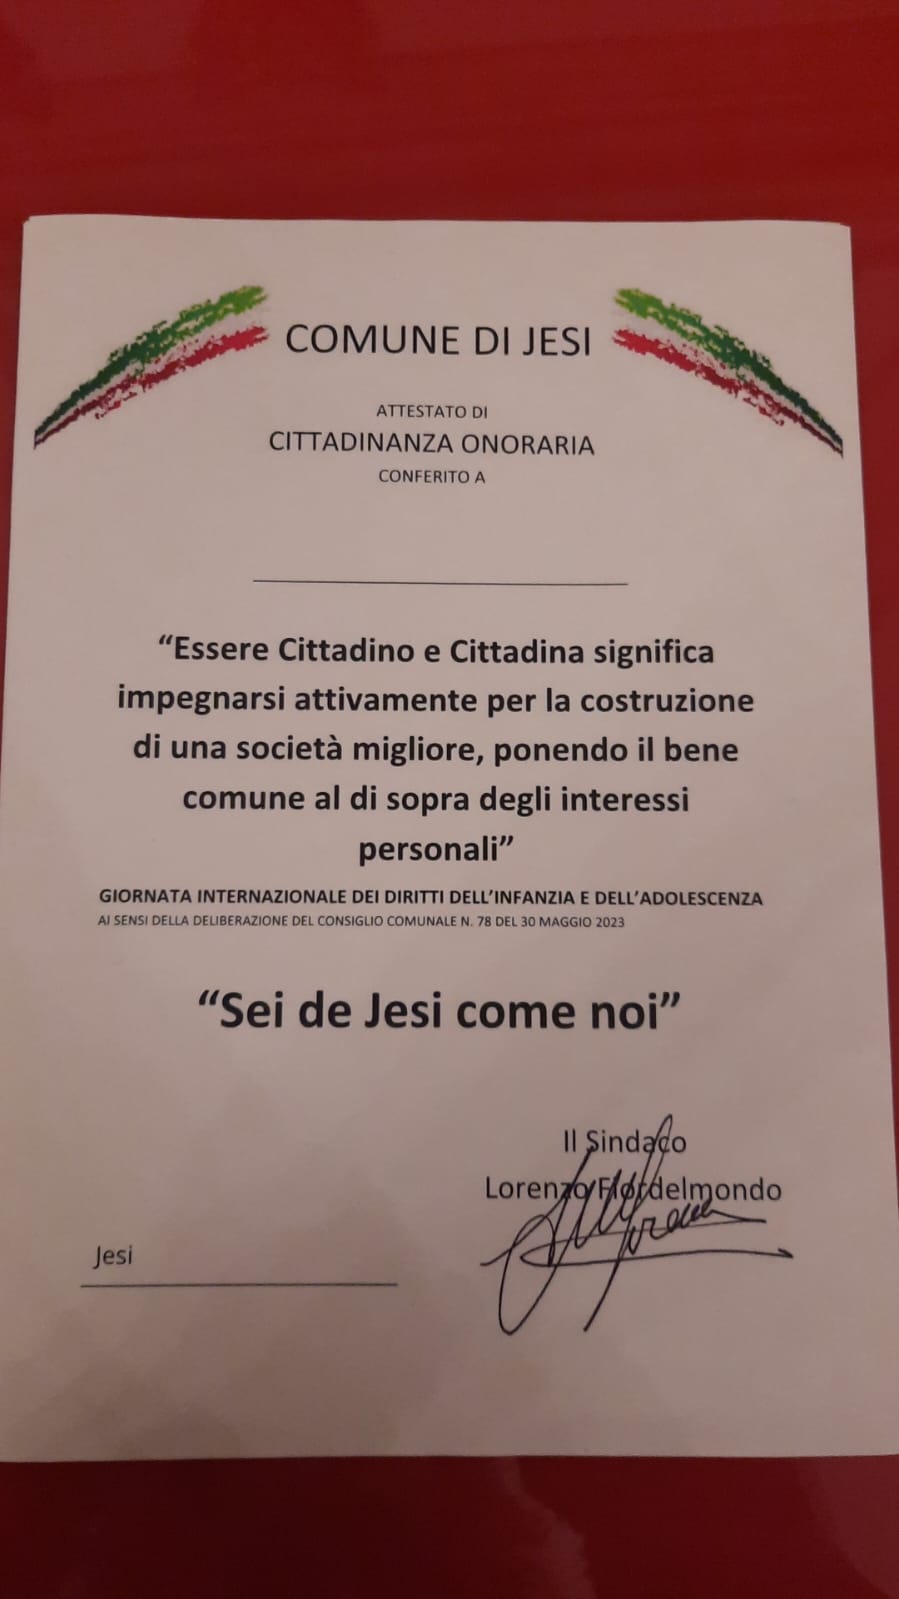 COMUNE DI JESI
ATTESTATO DI
CITTADINANZA ONORARIA
CONFERITO A
“Essere Cittadino e Cittadina significa
impegnarsi attivamente per la costruzione
di una società migliore, ponendo il bene
comune al di sopra degli interessi
personali”
GIORNATA INTERNAZIONALE DEI DIRITTI DELL’INFANZIA E DELL’ADOLESCENZA
AI SENSI DELLA DELIBERAZIONE DEL CONSIGLIO COMUNALE N. 78 DEL 30 MAGGIO 2023
“Sei de Jesi come noi”
Il Sindaco
Lorenzo Fiordelmondo
Jesi